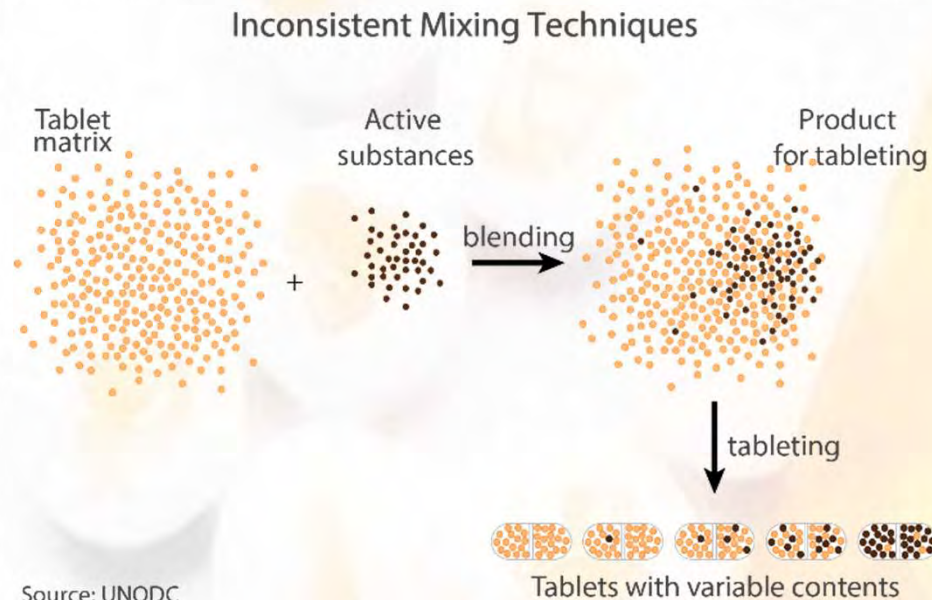 Inconsistent Mixing Techniques
Tablet
matrix
Active
substances
Product
for tableting
+
blending
tableting
Tablets with variable contents
Source: UNODC